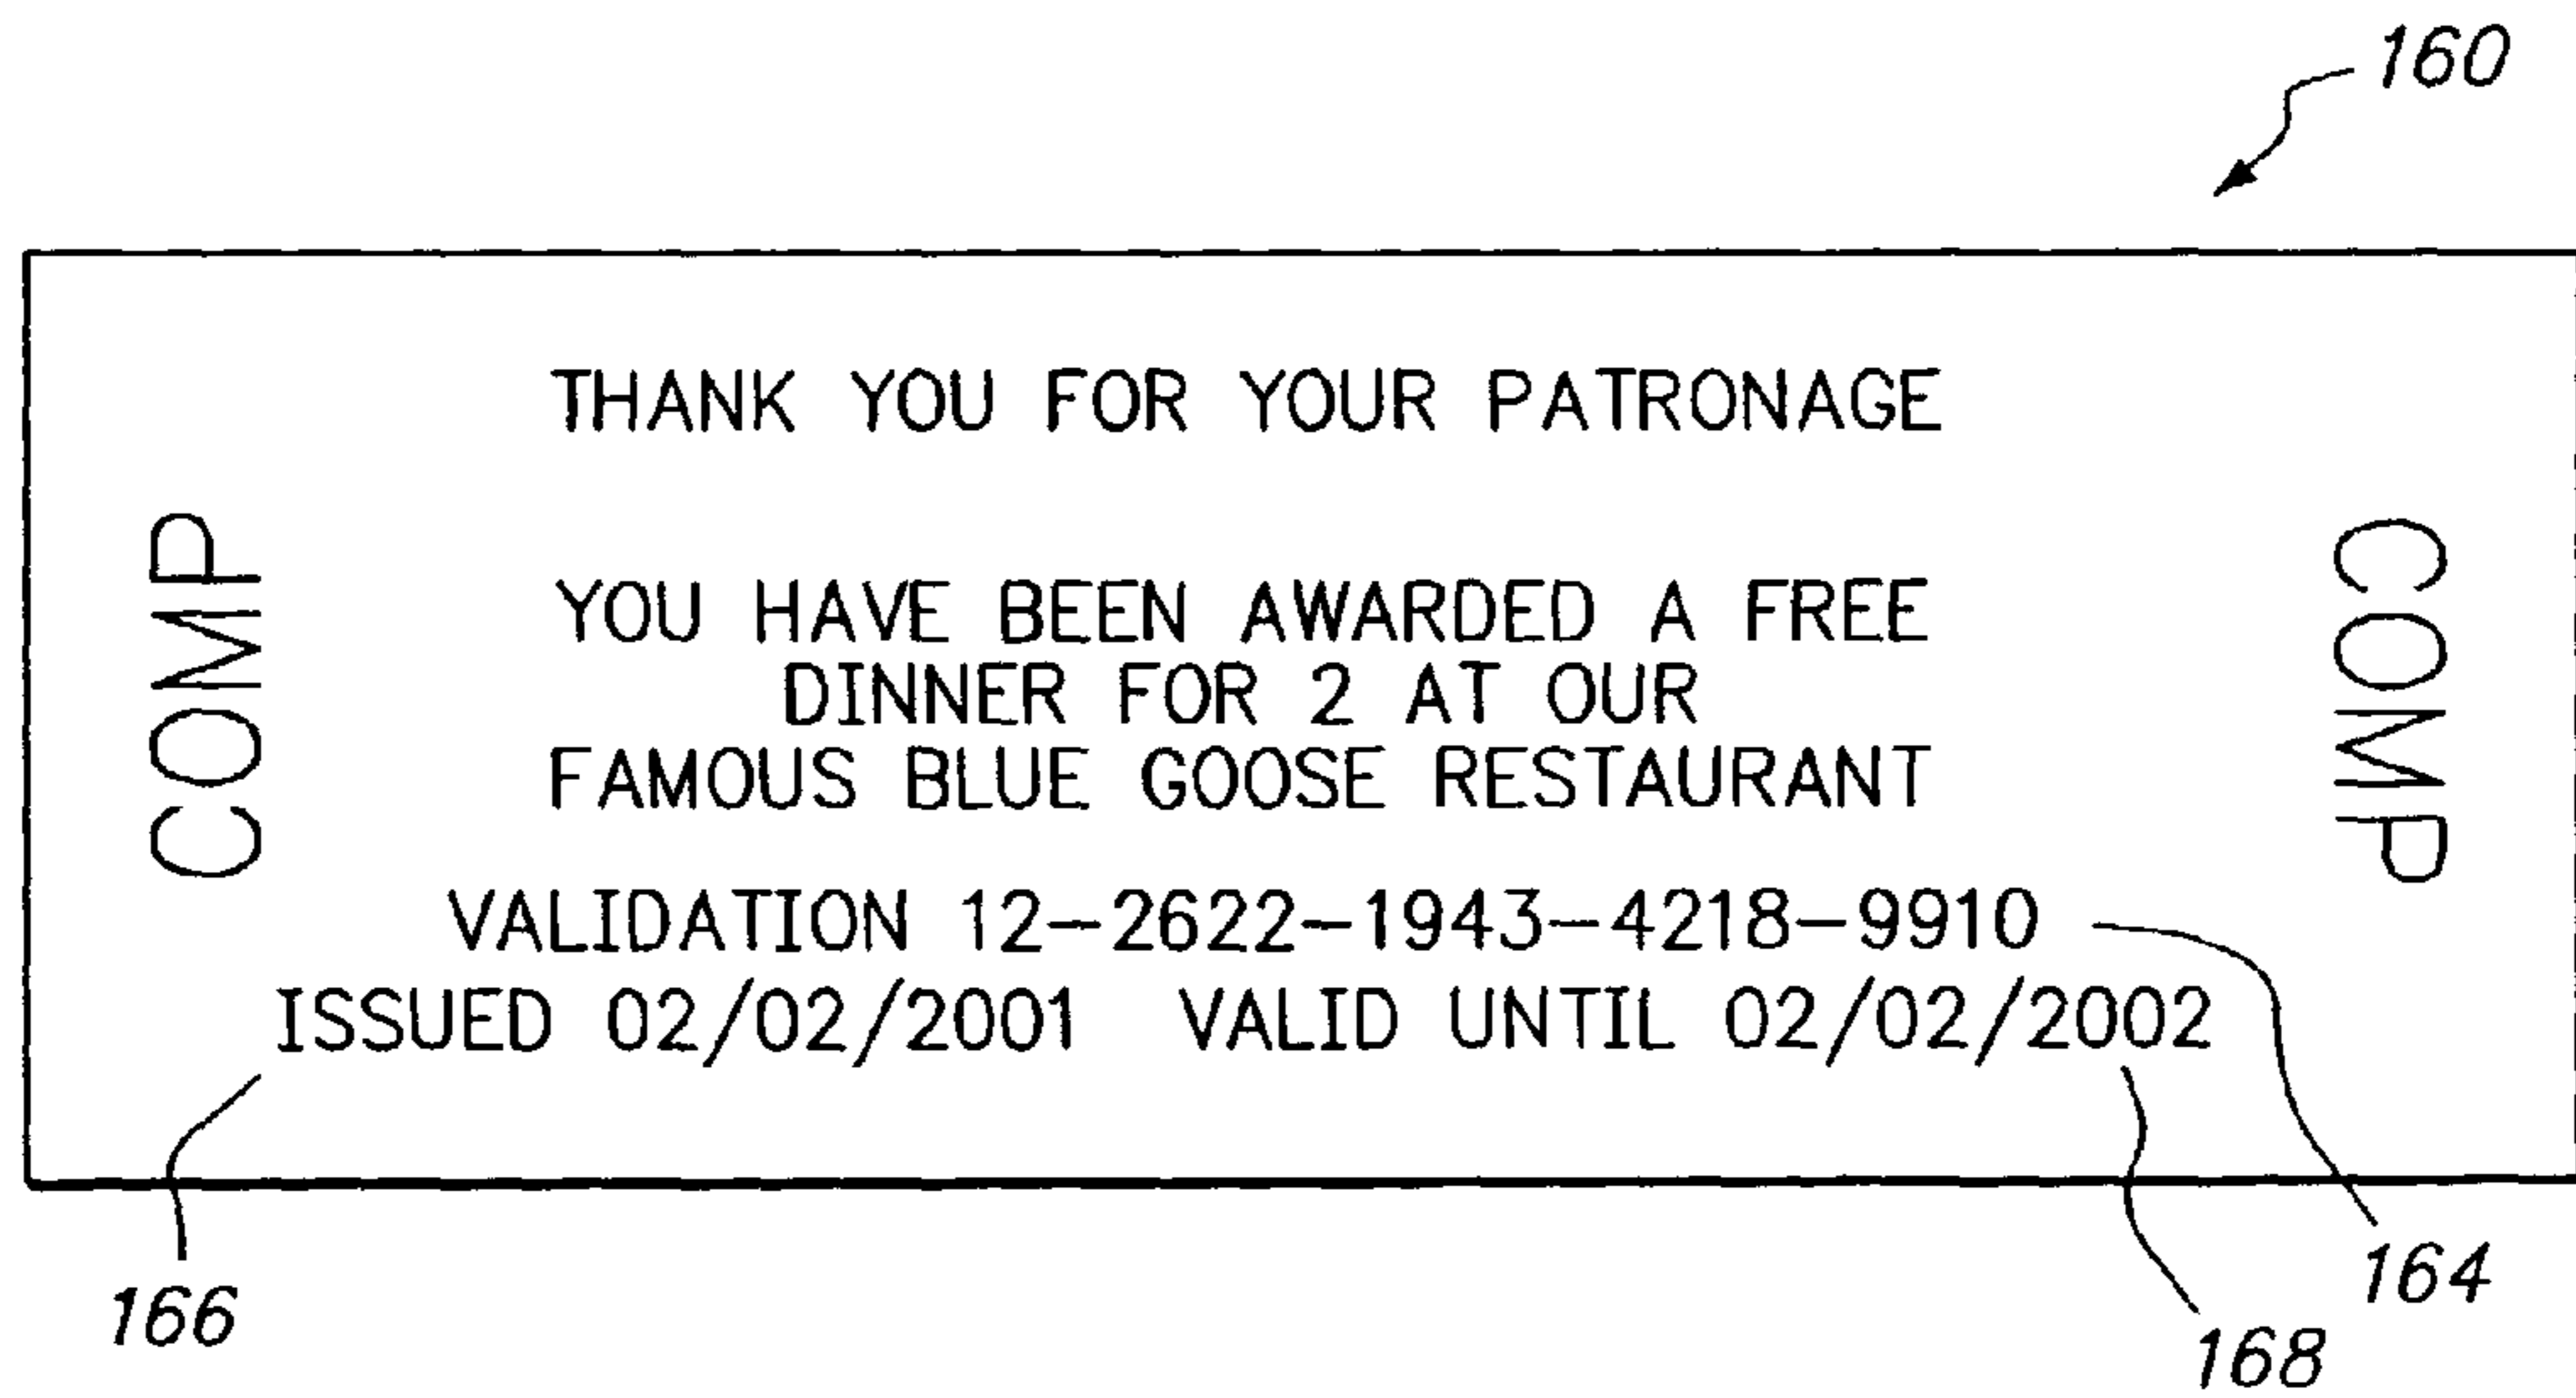 160
THANK YOU FOR YOUR PATRONAGE
COMP
COMP
YOU HAVE BEEN AWARDED A FREE
DINNER FOR 2 AT OUR
FAMOUS BLUE GOOSE RESTAURANT
VALIDATION 12-2622-1943-4218-9910
ISSUED 02/02/2001 VALID UNTIL 02/02/2002
164
166
168